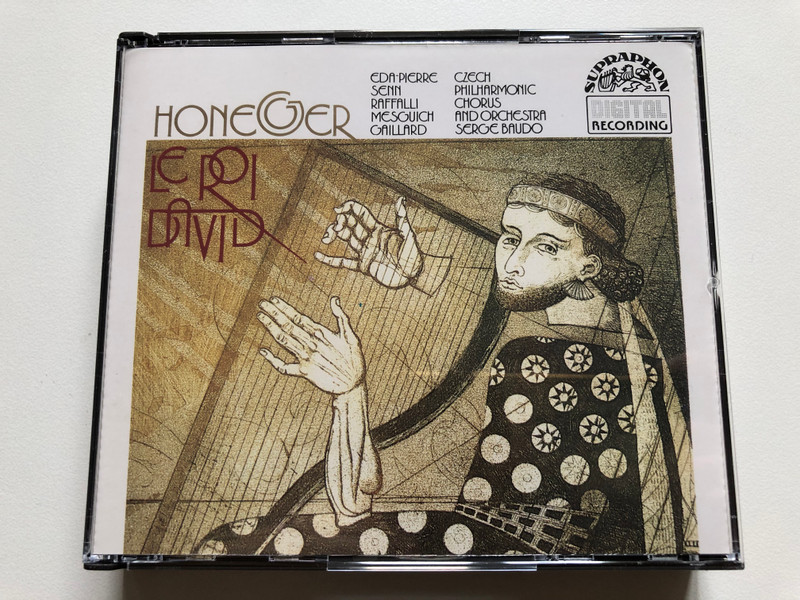 HONEGGER
EDA-PIERRE
SENN
RAFFALLI
MESGUICH
GAILLARD
CZECH
PHILHARMONIC
CHORUS
AND ORCHESTRA
SERGE BAUDO
SUPRAPHON
DIGITAL
RECORDING
LE ROI
DAVID